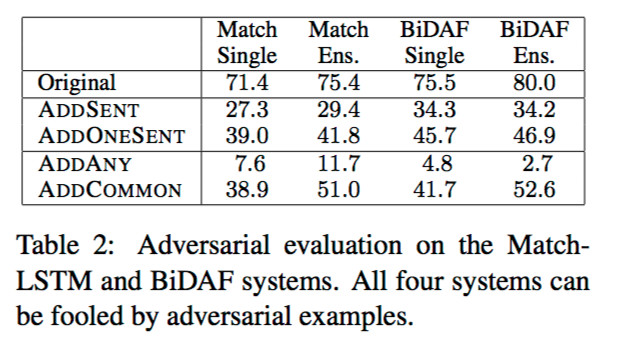 Match Match BiDAF BiDAF
Single Ens. Single Ens.
Original 71.4 75.4 75.5 80.0
ADDSENT 27.3 29.4 34.3 34.2
ADDONESENT 39.0 41.8 45.7 46.9
ADDANY 7.6 11.7 4.8 2.7
ADDCOMMON 38.9 51.0 41.7 52.6
Table 2: Adversarial evaluation on the Match-
LSTM and BiDAF systems. All four systems can
be fooled by adversarial examples.